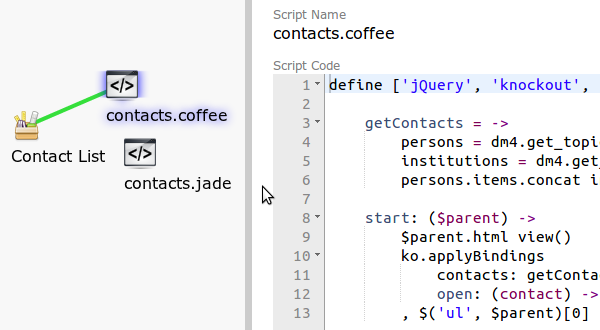 contacts.coffee
Contact List
contacts.jade
Script Name
contacts.coffee
Script Code
1 define ['jQuery', 'knockout',
2
3 getContacts = ->
4 persons = dm4.get_topi
5 institutions = dm4.get_
6 persons.items.concat i
7
8 start: ($parent) ->
9 $parent.html view()
10 ko.applyBindings
11 contacts: getConta
12 open: (contact) ->
13 , $('ul', $parent)[0]